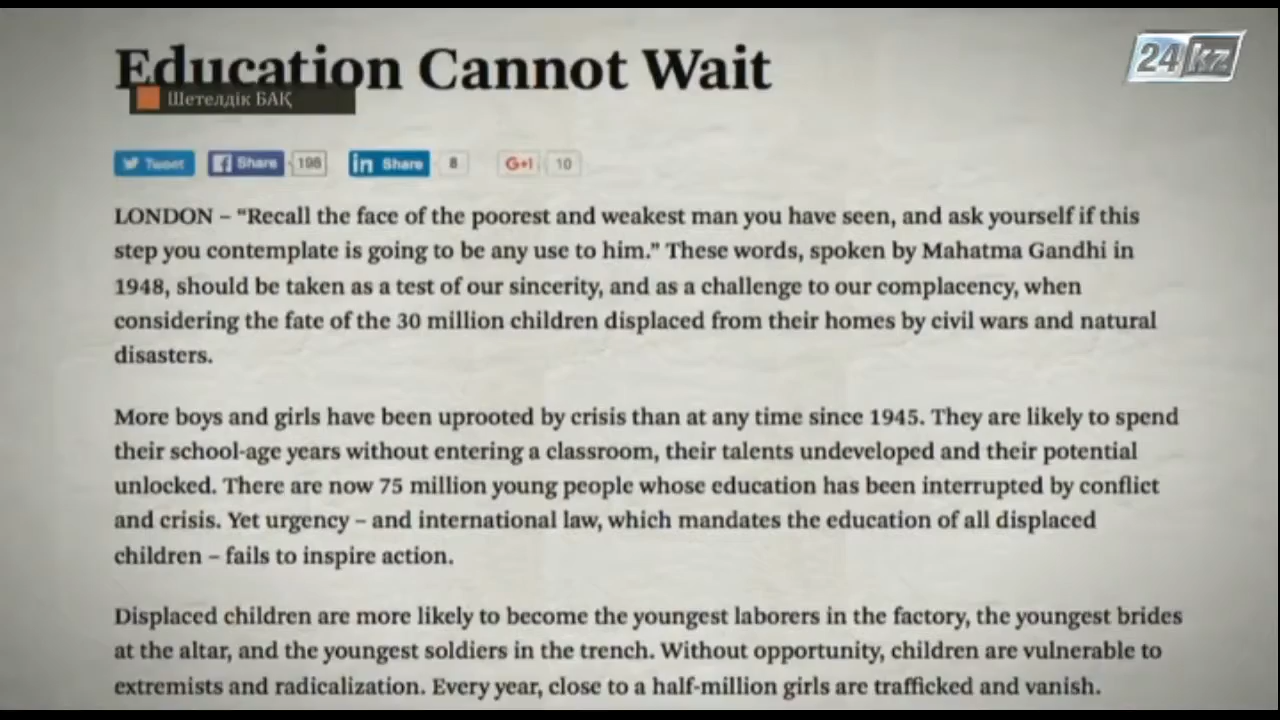 Education Cannot Wait
24 kz
Шетелдік БАҚ
Tweet Share 196 in Share 8 G+1 10
LONDON – “Recall the face of the poorest and weakest man you have seen, and ask yourself if this
step you contemplate is going to be any use to him.” These words, spoken by Mahatma Gandhi in
1948, should be taken as a test of our sincerity, and as a challenge to our complacency, when
considering the fate of the 30 million children displaced from their homes by civil wars and natural
disasters.
More boys and girls have been uprooted by crisis than at any time since 1945. They are likely to spend
their school-age years without entering a classroom, their talents undeveloped and their potential
unlocked. There are now 75 million young people whose education has been interrupted by conflict
and crisis. Yet urgency – and international law, which mandates the education of all displaced
children – fails to inspire action.
Displaced children are more likely to become the youngest laborers in the factory, the youngest brides
at the altar, and the youngest soldiers in the trench. Without opportunity, children are vulnerable to
extremists and radicalization. Every year, close to a half-million girls are trafficked and vanish.